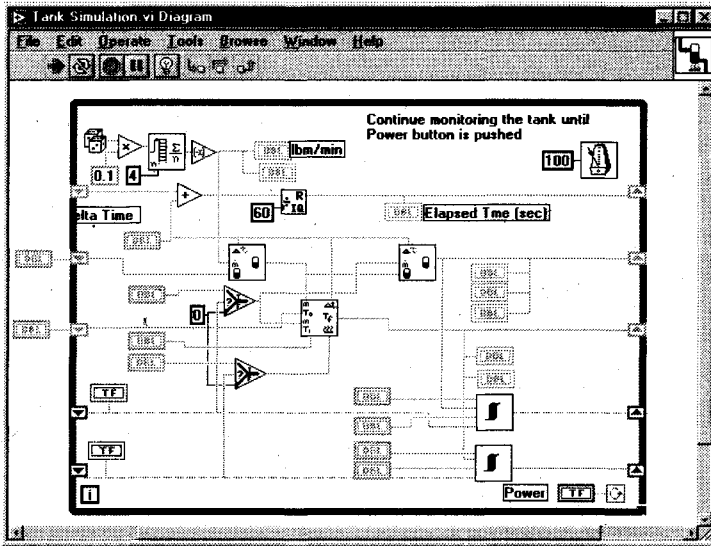 Tank Simulation.vi Diagram
File Edit Operate Tools Browse Window Help
Continue monitoring the tank until
Power button is pushed
DBL lbm/min
DBL
100
0.1 4
60
elta Time
DBL Elapsed Tme (sec)
DBL
DBL
DBL
DBL
DBL
DBL
0
DBL
DBL
DBL
DBL
DBL
DBL
TF
DBL
DBL
TF
DBL
DBL
i
Power TF